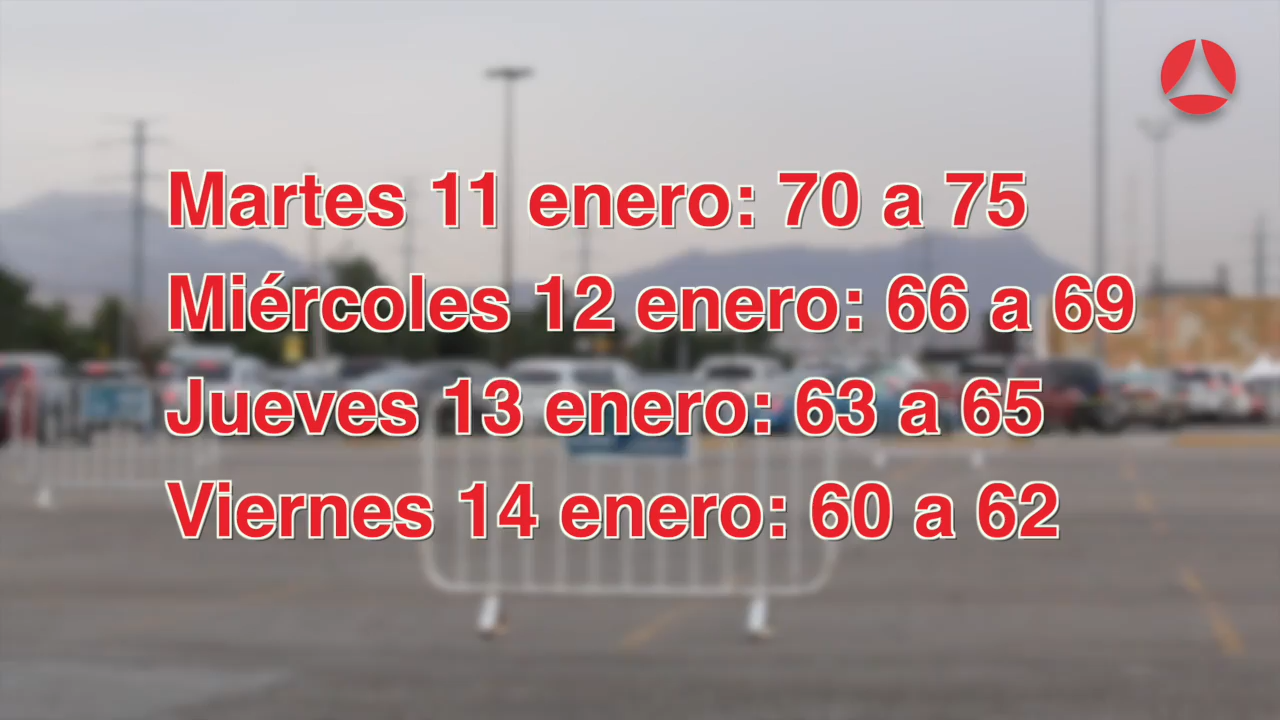 Martes 11 enero: 70 a 75
Miércoles 12 enero: 66 a 69
Jueves 13 enero: 63 a 65
Viernes 14 enero: 60 a 62